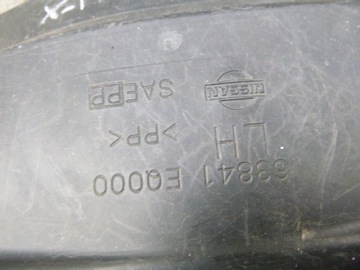 63841 EQ000
LH
>PP<
NISSAN
SAEPP